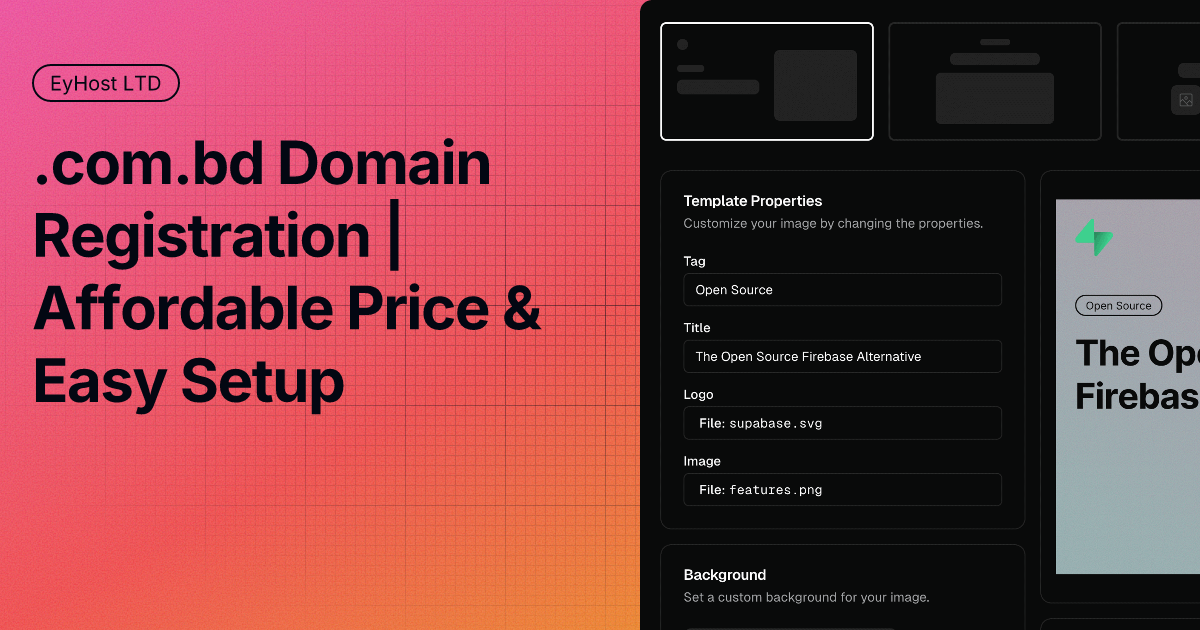 EyHost LTD
.com.bd Domain
Registration |
Affordable Price &
Easy Setup
Template Properties
Customize your image by changing the properties.
Tag
Open Source
Title
The Open Source Firebase Alternative
Logo
File: supabase.svg
Image
File: features.png
Background
Set a custom background for your image.
Open Source
The Ope
Firebas